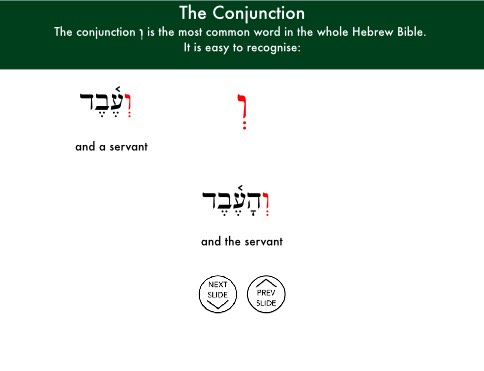 The Conjunction
The conjunction ו is the most common word in the whole Hebrew Bible.
It is easy to recognise:
וְעֶ֫בֶד
and a servant
וְ
וְהָעֶ֫בֶד
and the servant
NEXT
SLIDE
PREV
SLIDE